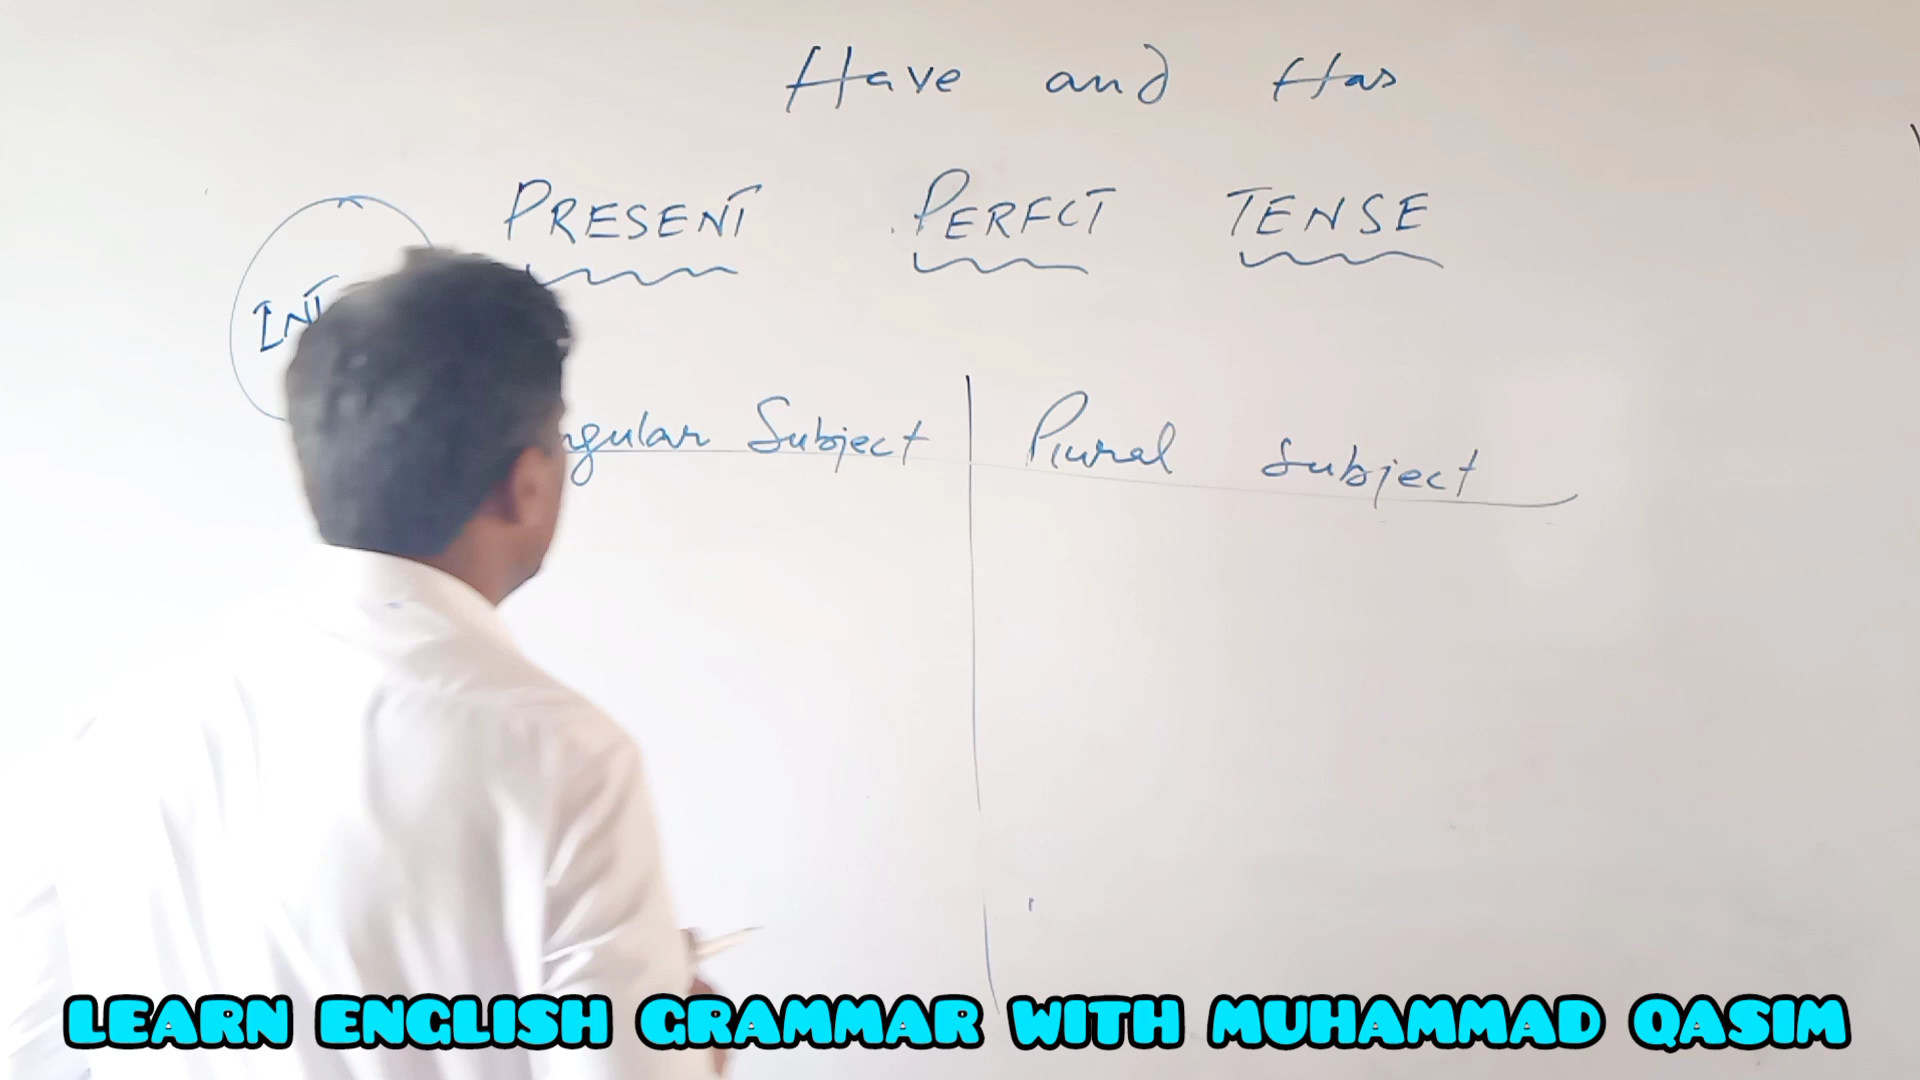 Have and Has
PRESENT PERFCT TENSE
Subject
Plural Subject
LEARN ENGLISH GRAMMAR WITH MUHAMMAD QASIM